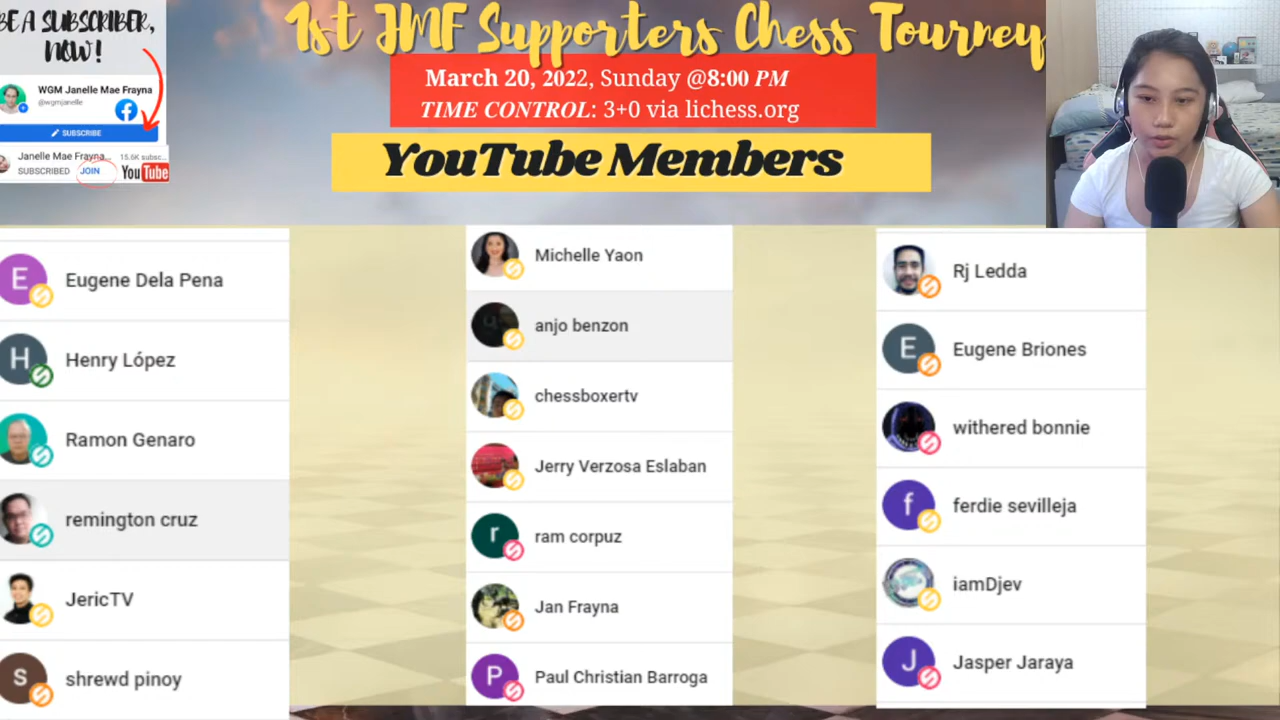 BE A SUBSCRIBER,
NOW!
WGM Janelle Mae Frayna
@wgmjanelle
SUBSCRIBE
Janelle Mae Frayna...
15.6K subsc...
SUBSCRIBED JOIN
YouTube
1st JMF Supporters Chess Tourney
March 20, 2022, Sunday @8:00 PM
TIME CONTROL: 3+0 via lichess.org
YouTube Members
E Eugene Dela Pena
H Henry López
Ramon Genaro
remington cruz
JericTV
S shrewd pinoy
Michelle Yaon
anjo benzon
chessboxertv
Jerry Verzosa Eslaban
r ram corpuz
Jan Frayna
P Paul Christian Barroga
Rj Ledda
E Eugene Briones
withered bonnie
f ferdie sevilleja
iamDjev
J Jasper Jaraya